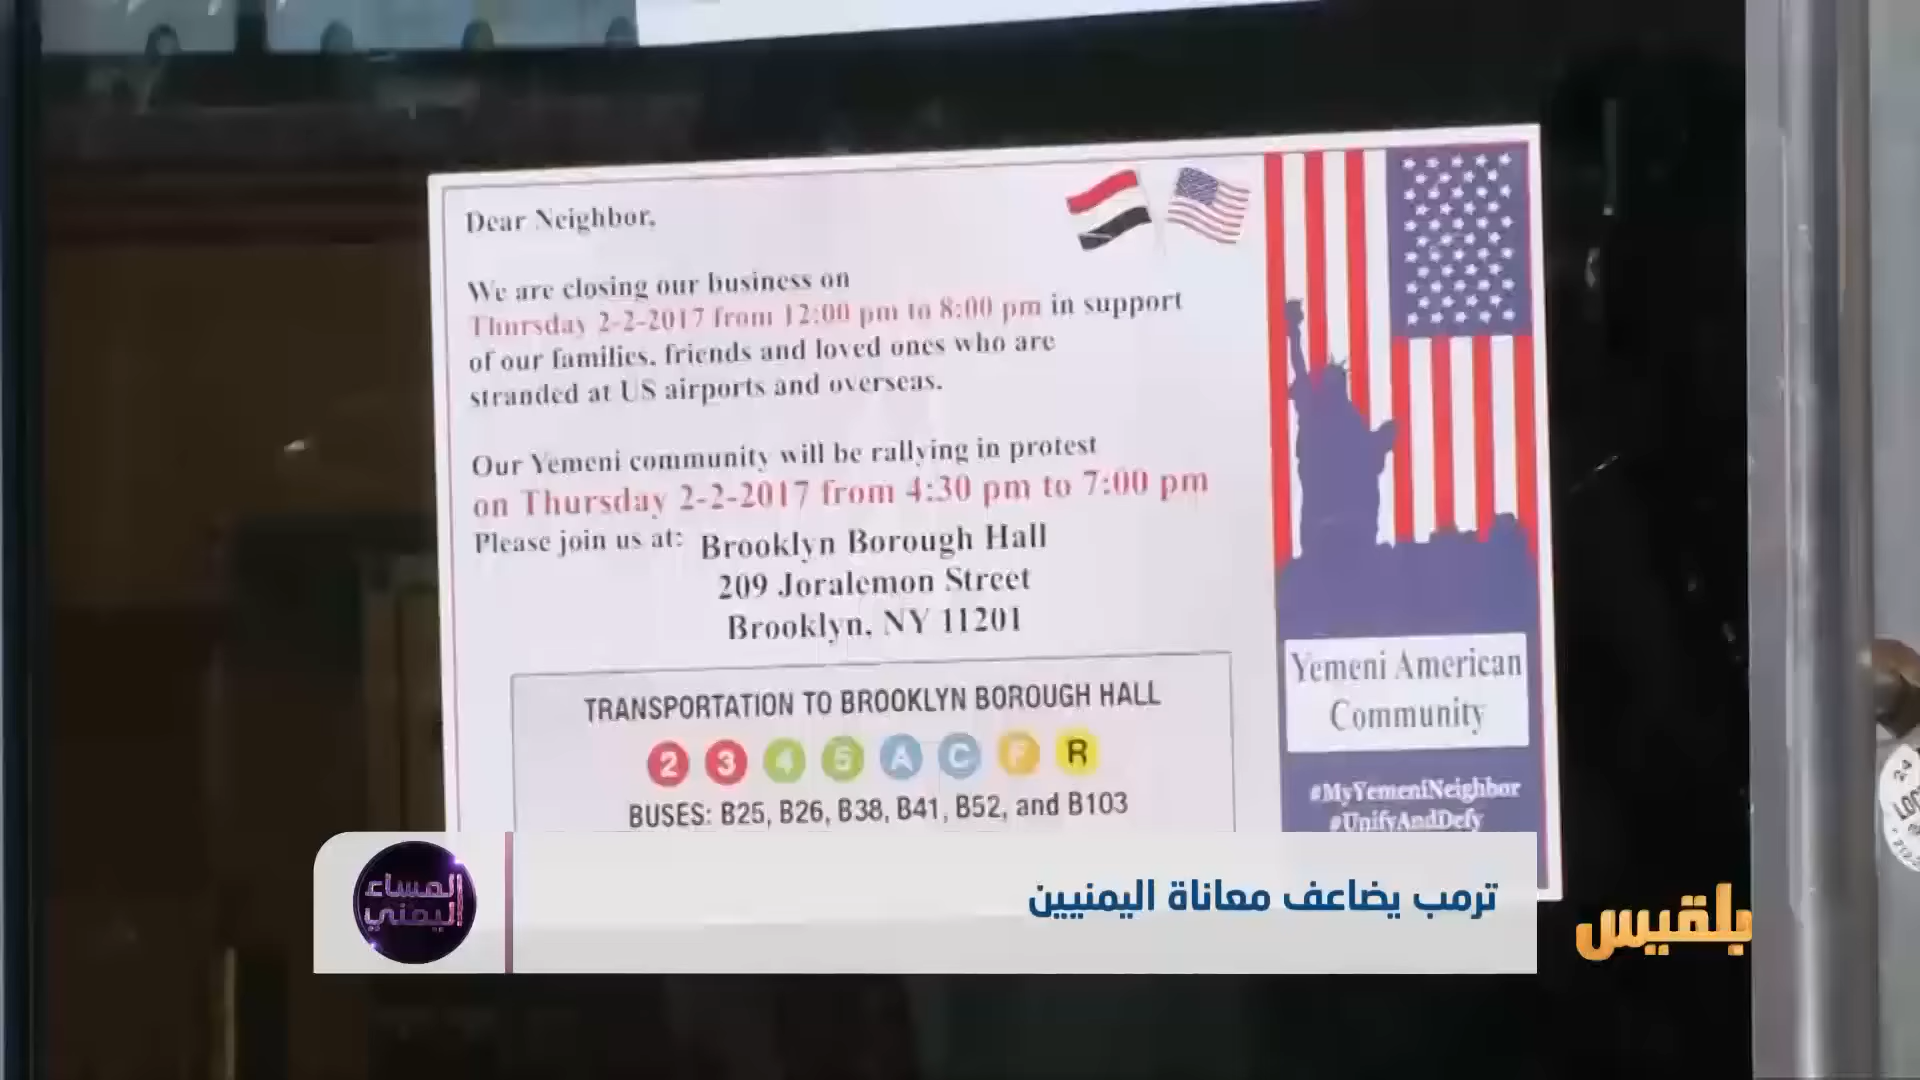 Dear Neighbor,
We are closing our business on
Thursday 2-2-2017 from 12:00 pm to 8:00 pm in support
of our families, friends and loved ones who are
stranded at US airports and overseas.
Our Yemeni community will be rallying in protest
on Thursday 2-2-2017 from 4:30 pm to 7:00 pm
Please join us at: Brooklyn Borough Hall
209 Joralemon Street
Brooklyn, NY 11201
TRANSPORTATION TO BROOKLYN BOROUGH HALL
2 3 4 5 A C F R
BUSES: B25, B26, B38, B41, B52, and B103
Yemeni American
Community
#MyYemeniNeighbor
#UnifyAndDefy
ترمب يضاعف معاناة اليمنيين
المساء
اليمني
بلقيس
24